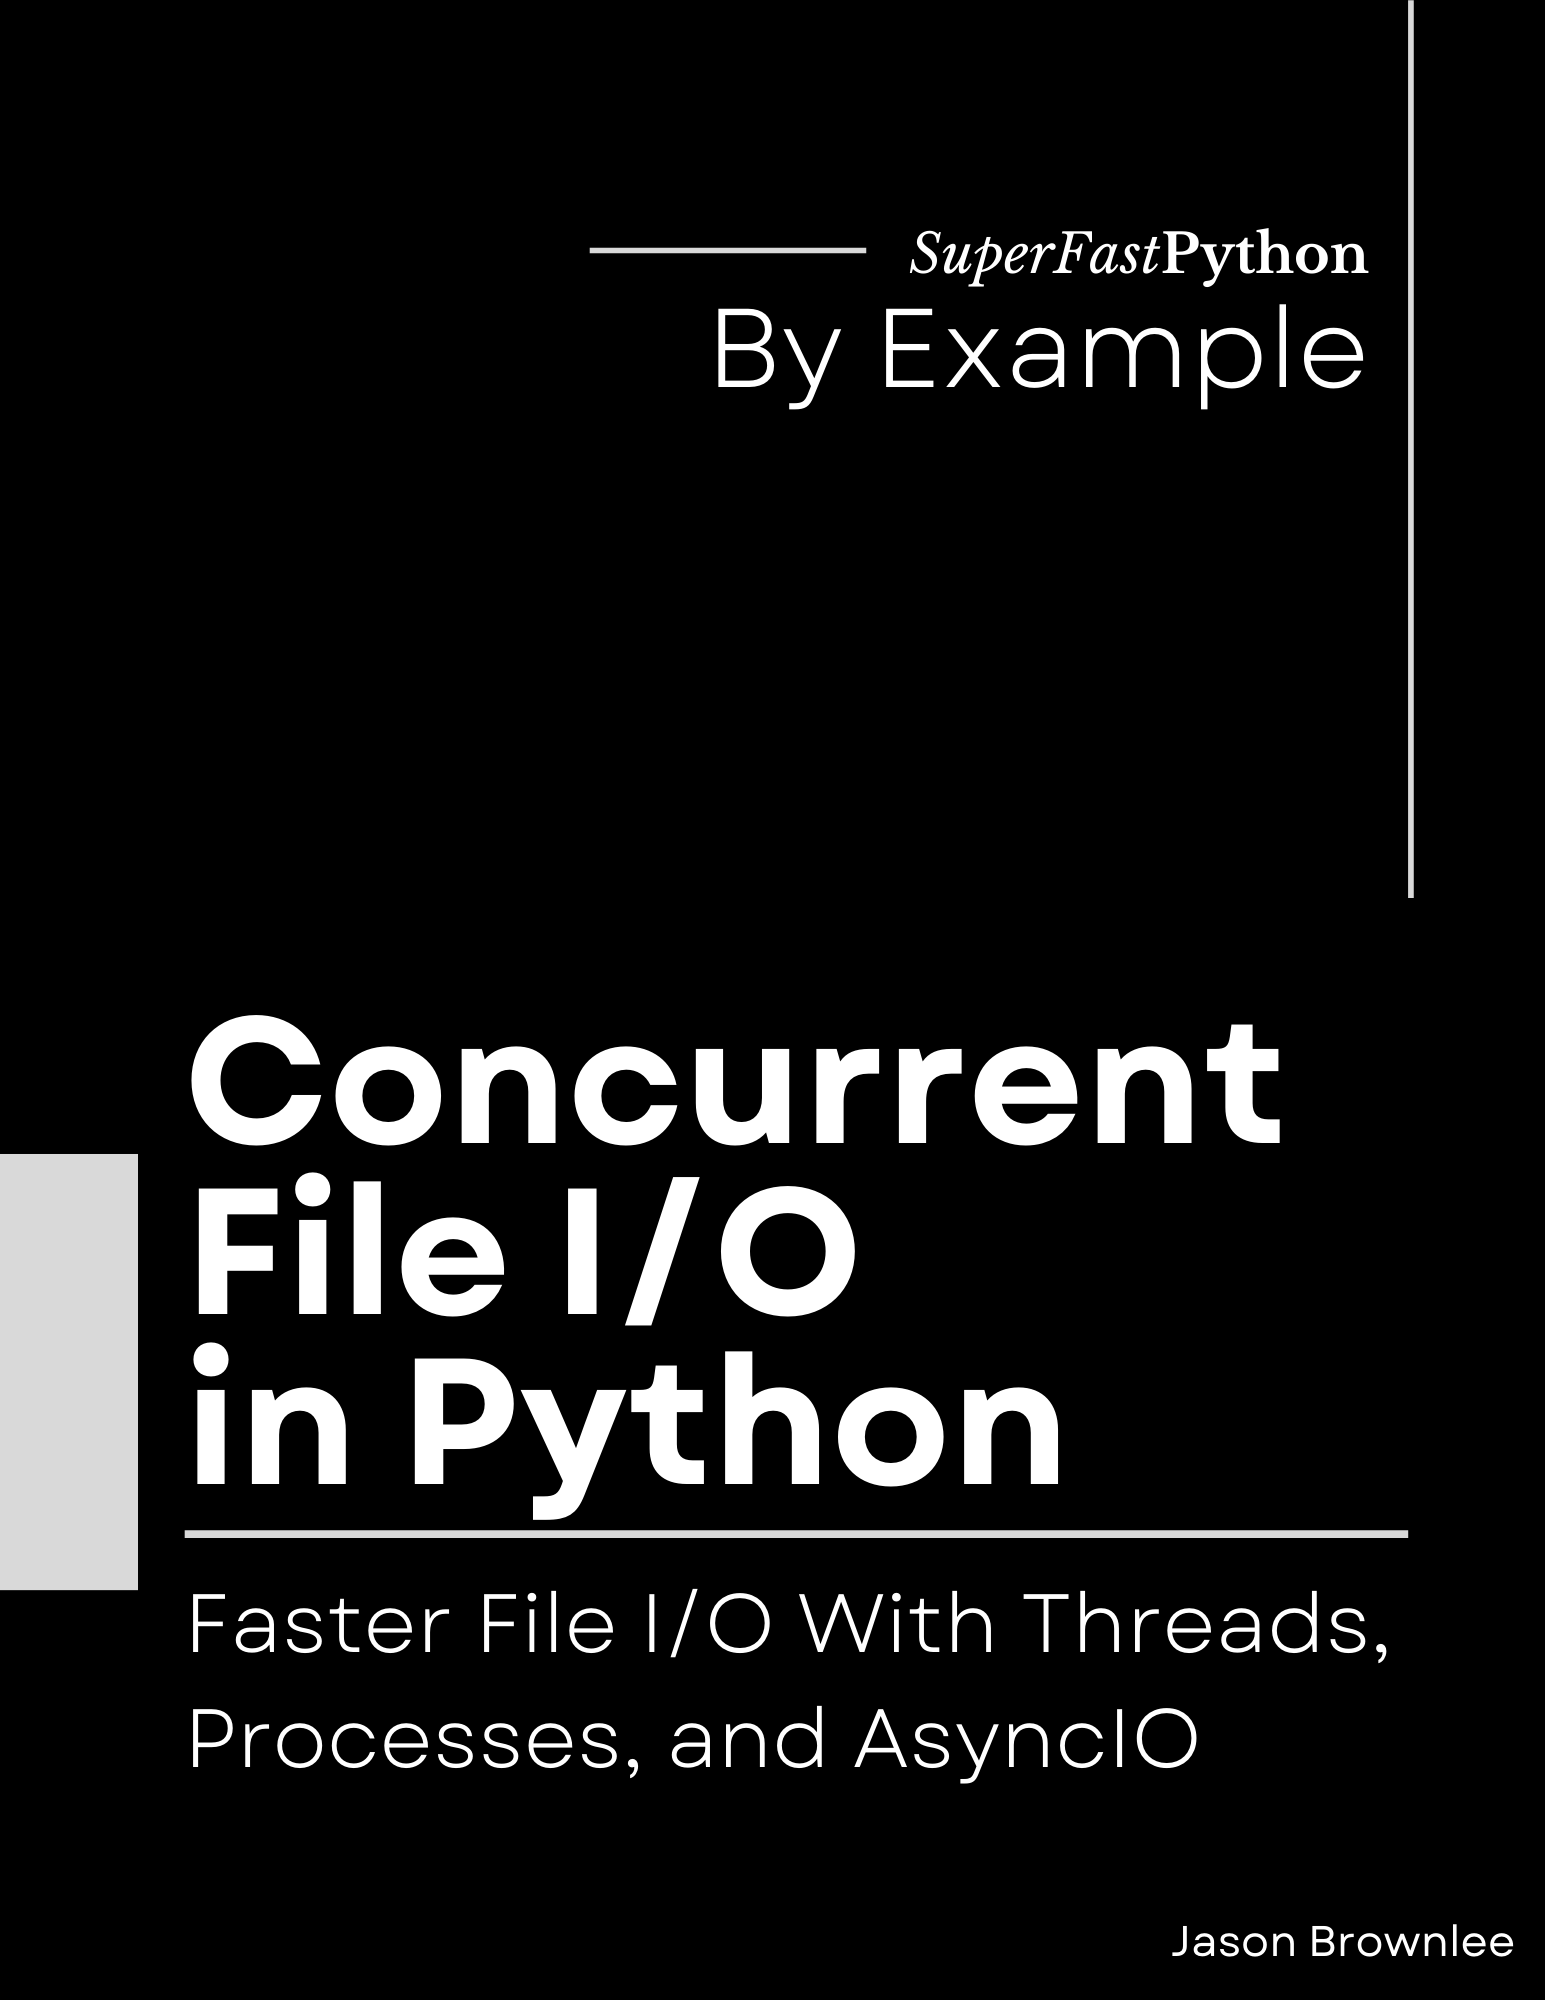 SuperFastPython
By Example
Concurrent
File I/O
in Python
Faster File I/O With Threads,
Processes, and AsyncIO
Jason Brownlee